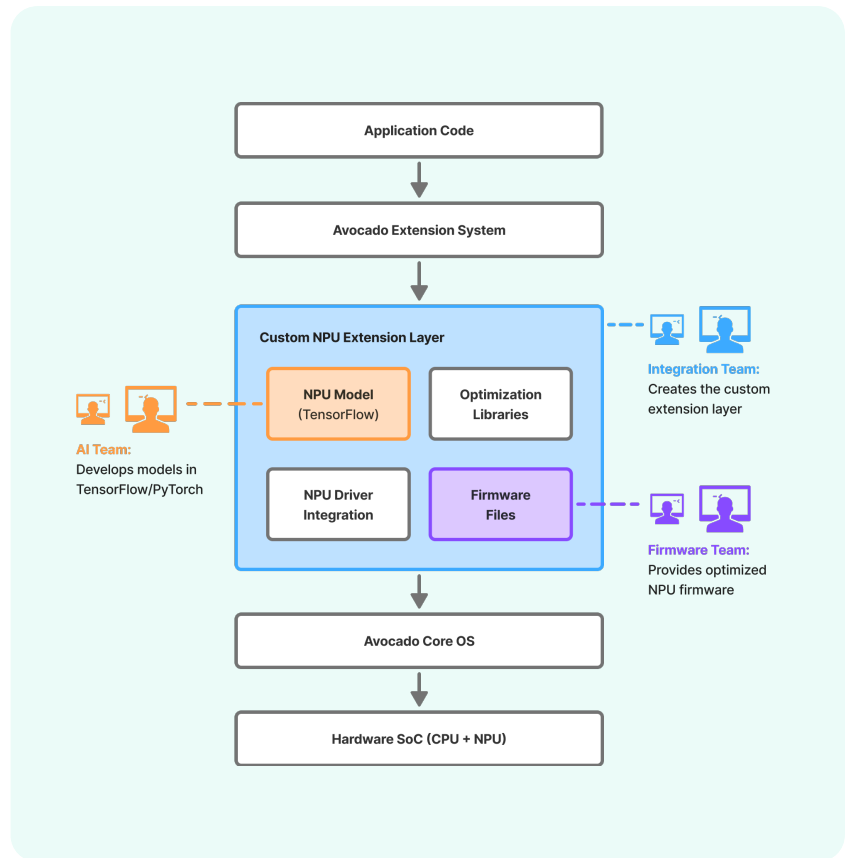 Application Code
Avocado Extension System
Custom NPU Extension Layer
NPU Model
(TensorFlow)
Optimization
Libraries
NPU Driver
Integration
Firmware
Files
Integration Team:
Creates the custom
extension layer
AI Team:
Develops models in
TensorFlow/PyTorch
Firmware Team:
Provides optimized
NPU firmware
Avocado Core OS
Hardware SoC (CPU + NPU)